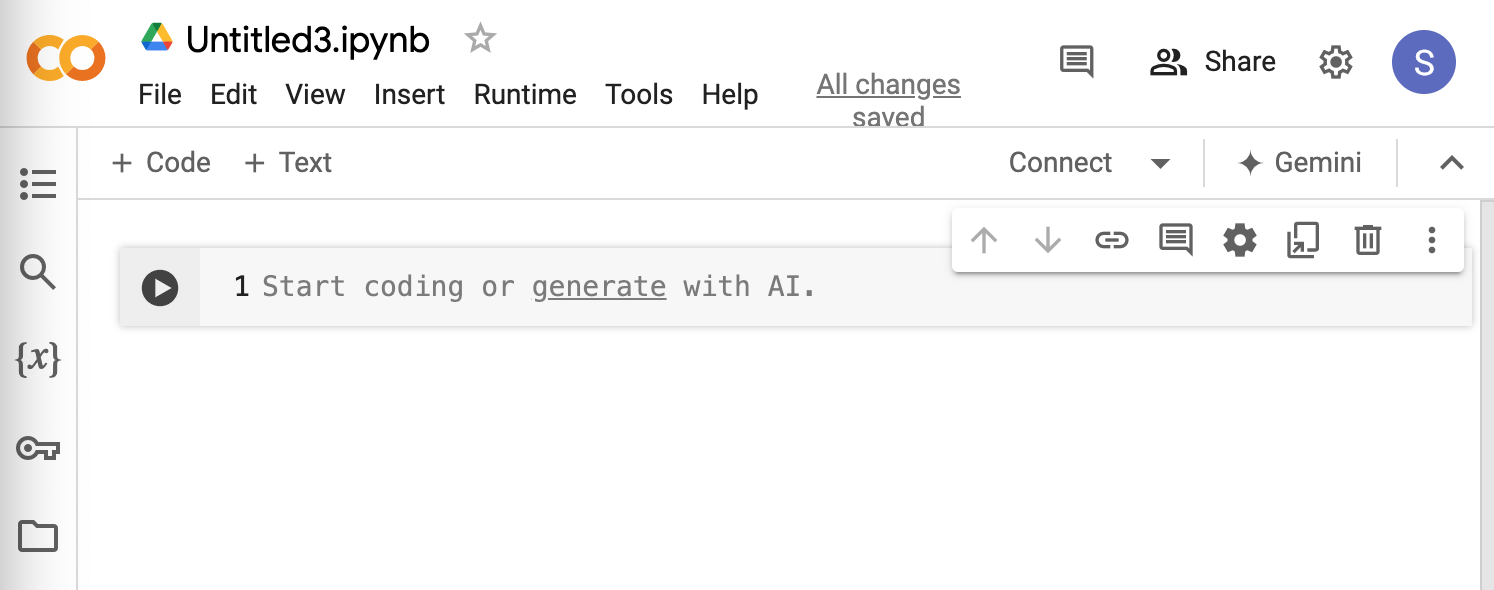 Untitled3.ipynb
File Edit View Insert Runtime Tools Help
All changes
saved
Share
S
+ Code + Text
Connect
Gemini
1 Start coding or generate with AI.
{x}